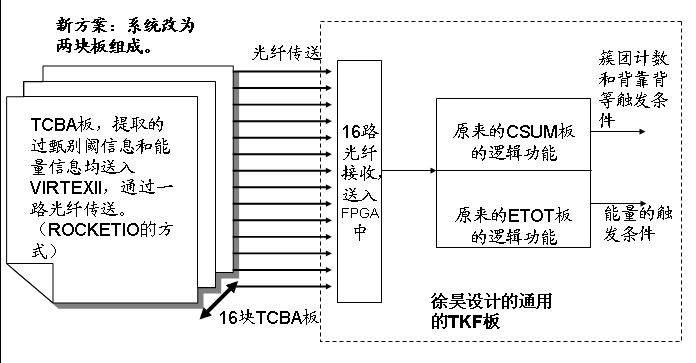 新方案：系统改为
两块板组成。
光纤传送
TCBA板，提取的
过甄别阈信息和能
量信息均送入
VIRTEXII，通过一
路光纤传送。
（ROCKETIO的方
式）
16块TCBA板
16路
光纤
接收，
送入
FPGA
中
原来的CSUM板
的逻辑功能
原来的ETOT板
的逻辑功能
簇团计数
和背靠背
等触发条
件
能量的触
发条件
徐昊设计的通用
的TKF板